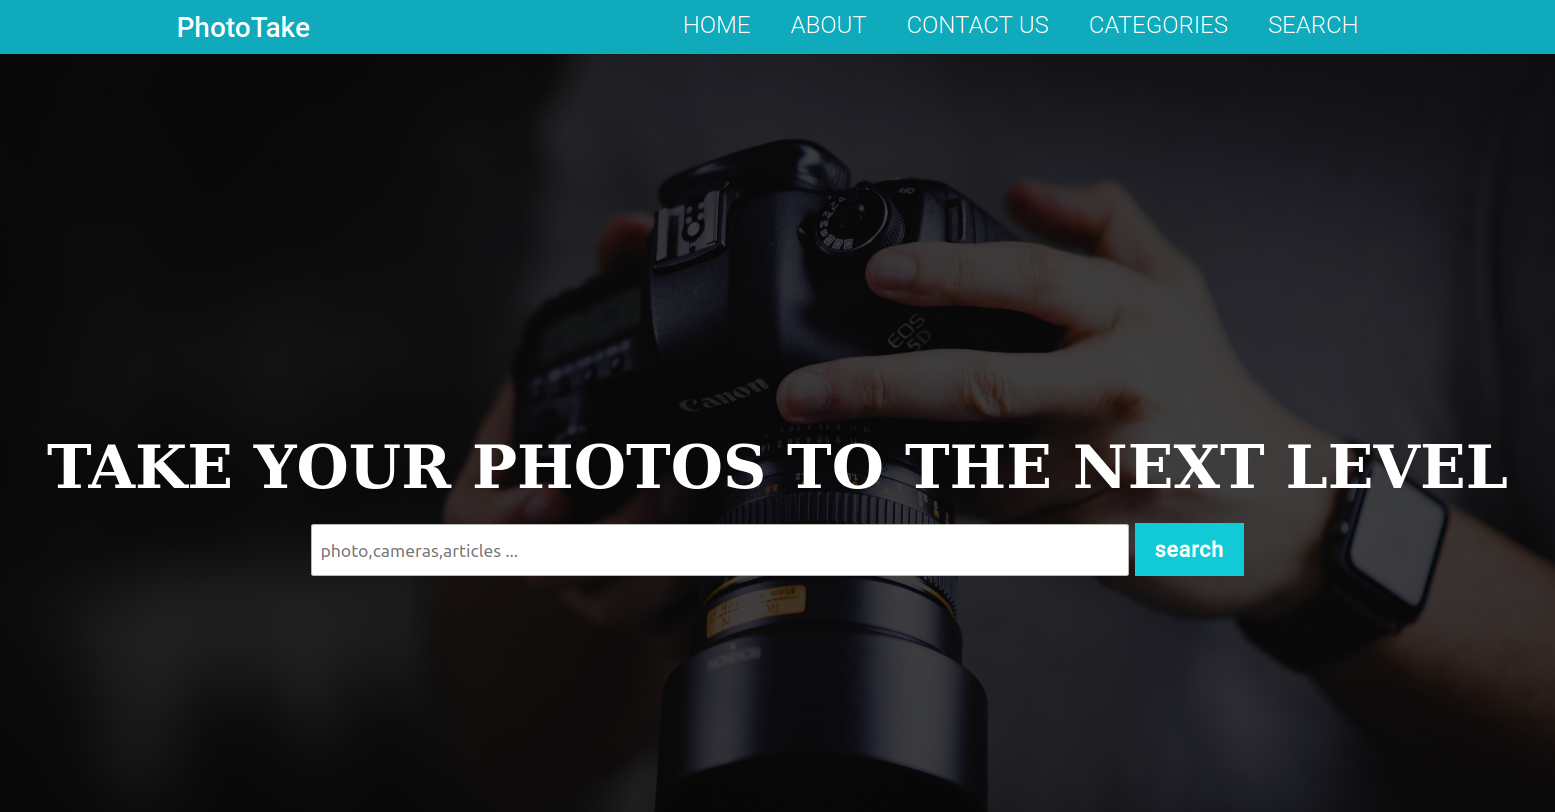 PhotoTake HOME ABOUT CONTACT US CATEGORIES SEARCH
EOS
5D
Canon
TAKE YOUR PHOTOS TO THE NEXT LEVEL
photo,cameras,articles ...
search
ROKINON